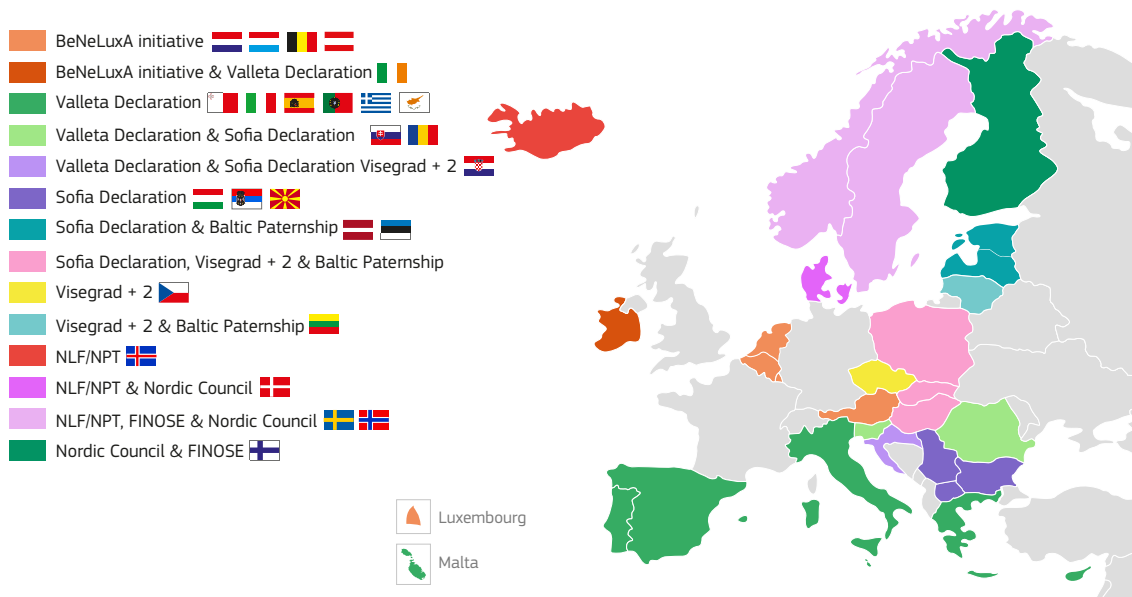 BeNeLuxA initiative
BeNeLuxA initiative & Valleta Declaration
Valleta Declaration
Valleta Declaration & Sofia Declaration
Valleta Declaration & Sofia Declaration Visegrad + 2
Sofia Declaration
Sofia Declaration & Baltic Paternship
Sofia Declaration, Visegrad + 2 & Baltic Paternship
Visegrad + 2
Visegrad + 2 & Baltic Paternship
NLF/NPT
NLF/NPT & Nordic Council
NLF/NPT, FINOSE & Nordic Council
Nordic Council & FINOSE
Luxembourg
Malta